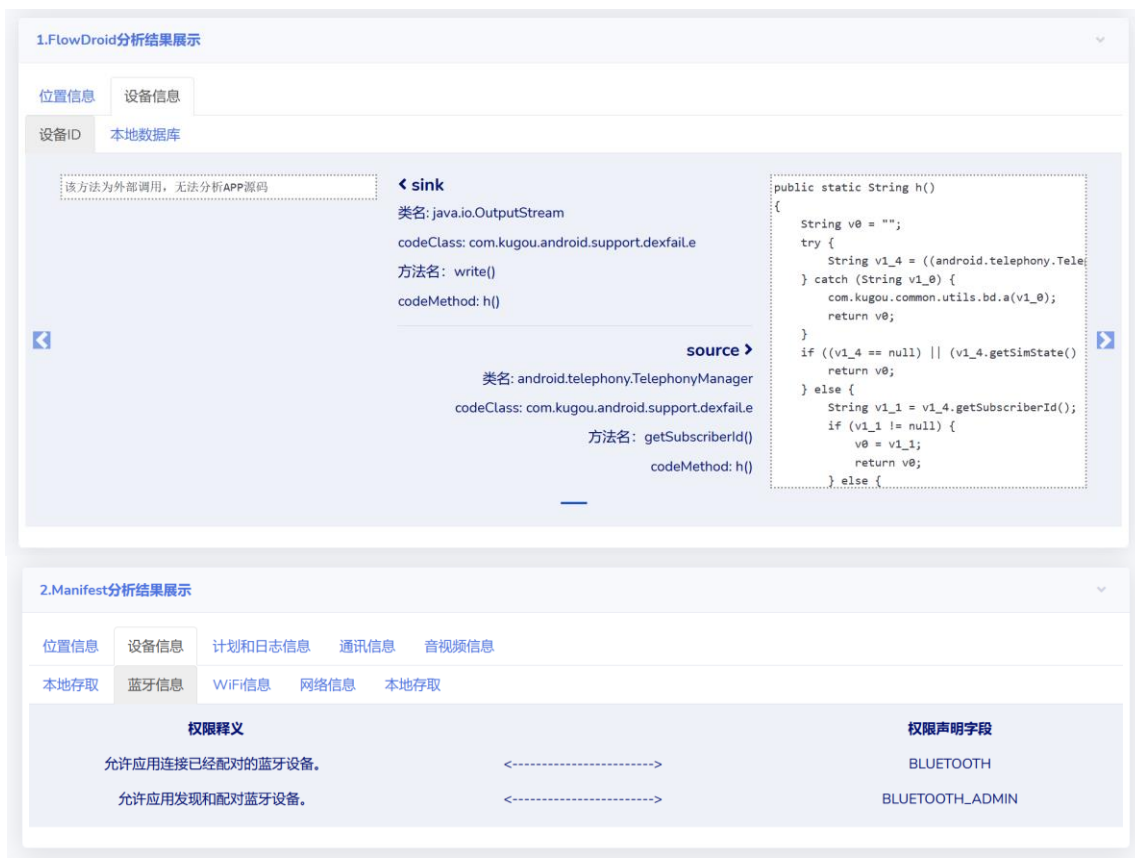 1.FlowDroid分析结果展示
位置信息 设备信息
设备ID 本地数据库
该方法为外部调用，无法分析APP源码
sink
类名: java.io.OutputStream
codeClass: com.kugou.android.support.dexfail.e
方法名：write()
codeMethod: h()
source
类名: android.telephony.TelephonyManager
codeClass: com.kugou.android.support.dexfail.e
方法名：getSubscriberId()
codeMethod: h()
public static String h()
{
String v0 = "";
try {
String v1_4 = ((android.telephony.Tele
} catch (String v1_0) {
com.kugou.common.utils.bd.a(v1_0);
return v0;
}
if ((v1_4 == null) || (v1_4.getSimState()
return v0;
} else {
String v1_1 = v1_4.getSubscriberId();
if (v1_1 != null) {
v0 = v1_1;
return v0;
} else {
2.Manifest分析结果展示
位置信息 设备信息 计划和日志信息 通讯信息 音视频信息
本地存取 蓝牙信息 WiFi信息 网络信息 本地存取
权限释义 权限声明字段
允许应用连接已经配对的蓝牙设备。 <------------------------> BLUETOOTH
允许应用发现和配对蓝牙设备。 <------------------------> BLUETOOTH_ADMIN